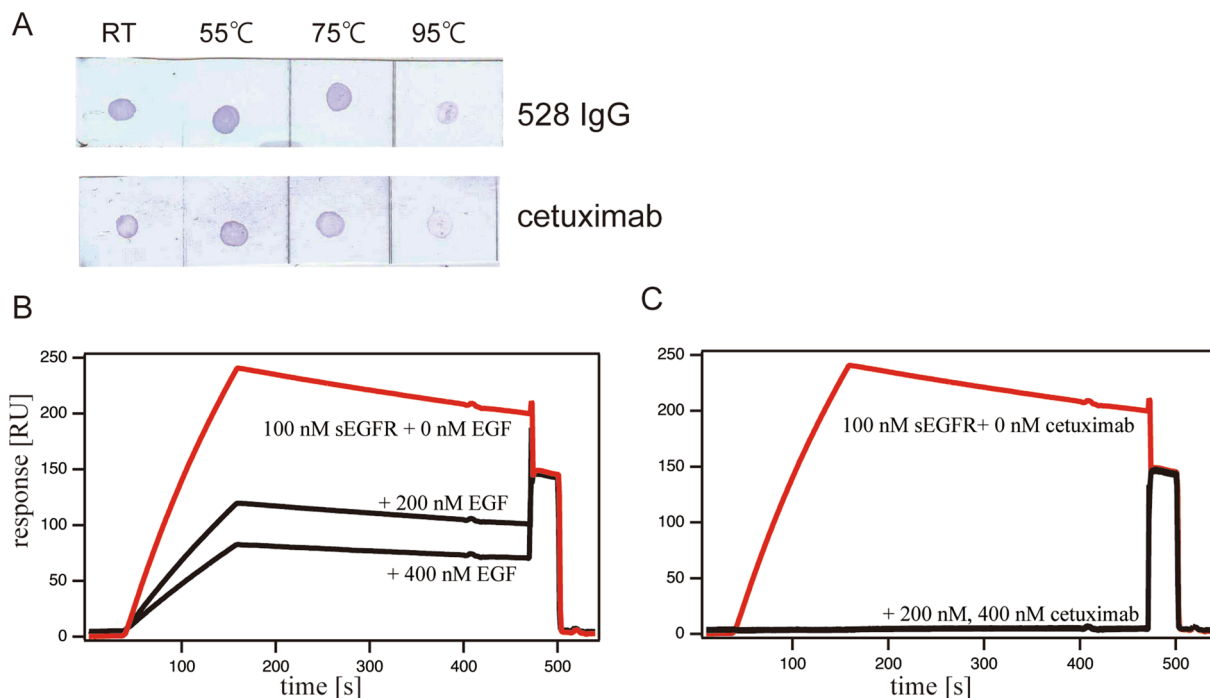 A
RT 55℃ 75℃ 95℃
528 IgG
cetuximab
B
250
200
150
100
50
0
response [RU]
100 nM sEGFR + 0 nM EGF
+ 200 nM EGF
+ 400 nM EGF
100 200 300 400 500
time [s]
C
250
200
150
100
50
0
100 nM sEGFR+ 0 nM cetuximab
+ 200 nM, 400 nM cetuximab
100 200 300 400 500
time [s]